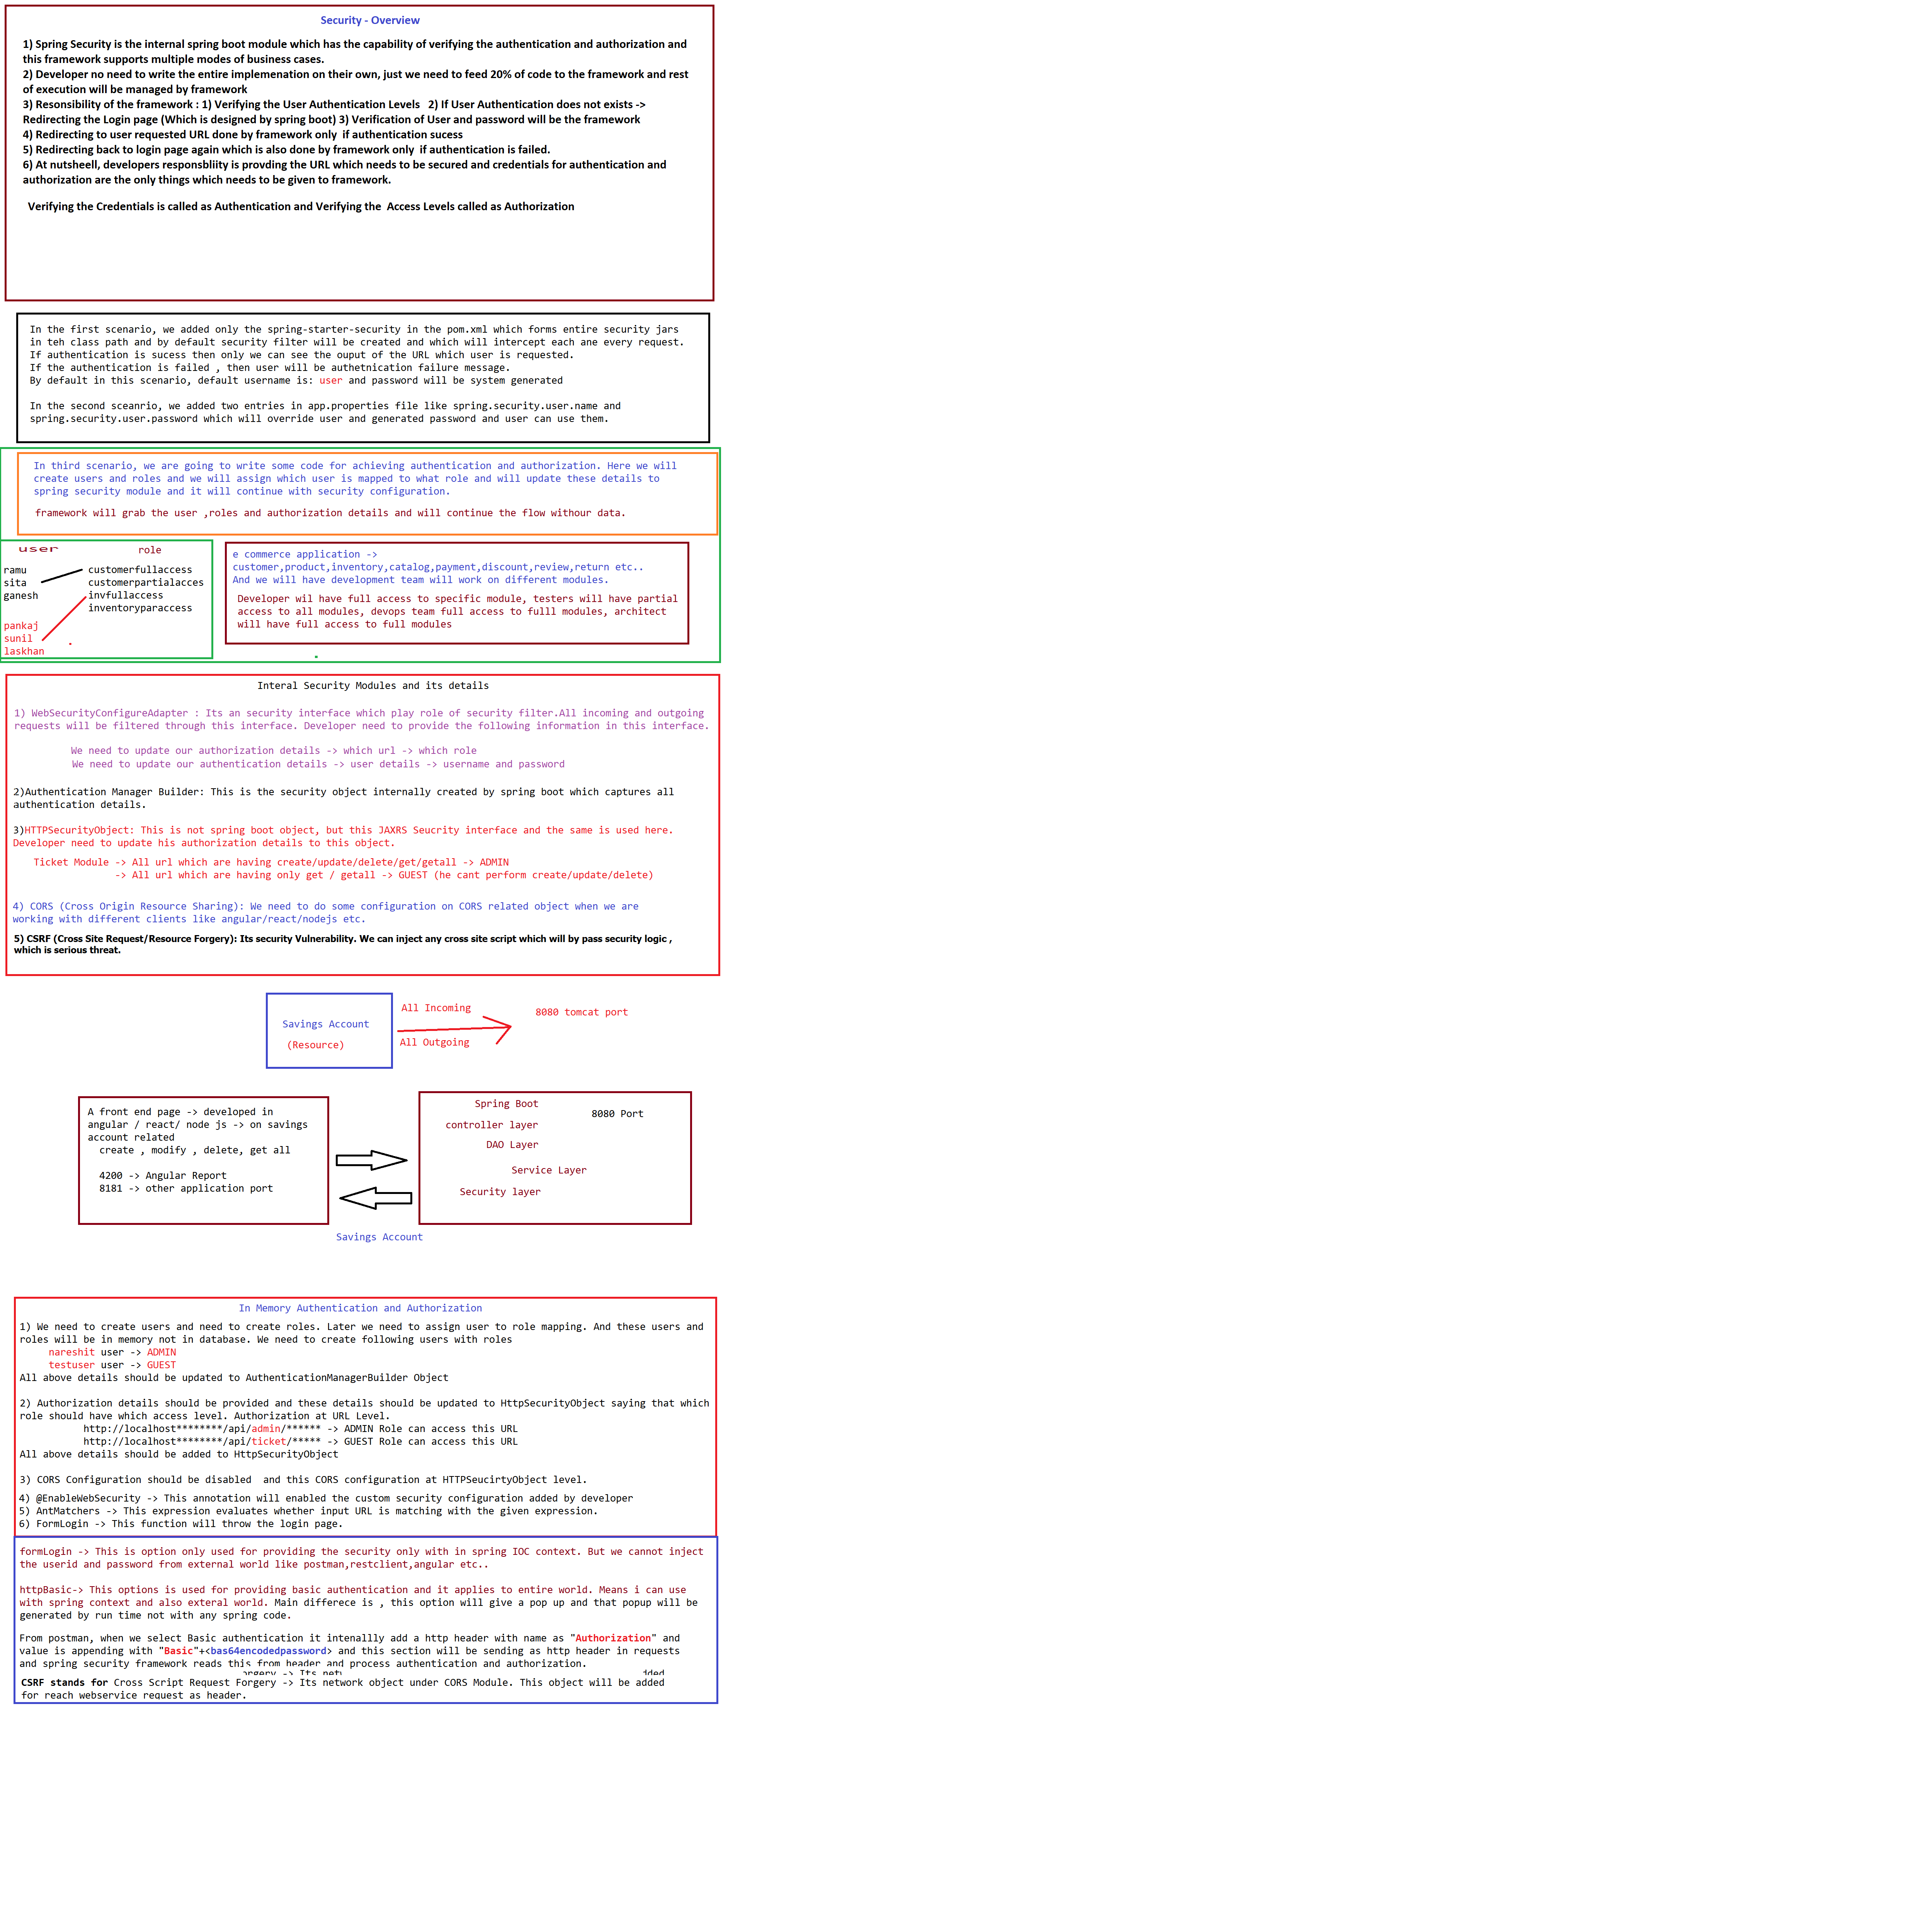 Security - Overview
1) Spring Security is the internal spring boot module which has the capability of verifying the authentication and authorization and
this framework supports multiple modes of business cases.
2) Developer no need to write the entire implemenation on their own, just we need to feed 20% of code to the framework and rest
of execution will be managed by framework
3) Resonsibility of the framework : 1) Verifying the User Authentication Levels   2) If User Authentication does not exists ->
Redirecting the Login page (Which is designed by spring boot) 3) Verification of User and password will be the framework
4) Redirecting to user requested URL done by framework only  if authentication sucess
5) Redirecting back to login page again which is also done by framework only  if authentication is failed.
6) At nutsheell, developers responsbliity is provding the URL which needs to be secured and credentials for authentication and
authorization are the only things which needs to be given to framework.
Verifying the Credentials is called as Authentication and Verifying the  Access Levels called as Authorization
In the first scenario, we added only the spring-starter-security in the pom.xml which forms entire security jars
in teh class path and by default security filter will be created and which will intercept each ane every request.
If authentication is sucess then only we can see the ouput of the URL which user is requested.
If the authentication is failed , then user will be authetnication failure message.
By default in this scenario, default username is: user and password will be system generated
In the second sceanrio, we added two entries in app.properties file like spring.security.user.name and
spring.security.user.password which will override user and generated password and user can use them.
In third scenario, we are going to write some code for achieving authentication and authorization. Here we will
create users and roles and we will assign which user is mapped to what role and will update these details to
spring security module and it will continue with security configuration.
framework will grab the user ,roles and authorization details and will continue the flow withour data.
user
role
ramu
sita
ganesh
customerfullaccess
customerpartialacces
invfullaccess
inventoryparaccess
pankaj
sunil
laskhan
e commerce application ->
customer,product,inventory,catalog,payment,discount,review,return etc..
And we will have development team will work on different modules.
Developer wil have full access to specific module, testers will have partial
access to all modules, devops team full access to fulll modules, architect
will have full access to full modules
Interal Security Modules and its details
1) WebSecurityConfigureAdapter : Its an security interface which play role of security filter.All incoming and outgoing
requests will be filtered through this interface. Developer need to provide the following information in this interface.
We need to update our authorization details -> which url -> which role
We need to update our authentication details -> user details -> username and password
2)Authentication Manager Builder: This is the security object internally created by spring boot which captures all
authentication details.
3)HTTPSecurityObject: This is not spring boot object, but this JAXRS Seucrity interface and the same is used here.
Developer need to update his authorization details to this object.
Ticket Module -> All url which are having create/update/delete/get/getall -> ADMIN
-> All url which are having only get / getall -> GUEST (he cant perform create/update/delete)
4) CORS (Cross Origin Resource Sharing): We need to do some configuration on CORS related object when we are
working with different clients like angular/react/nodejs etc.
5) CSRF (Cross Site Request/Resource Forgery): Its security Vulnerability. We can inject any cross site script which will by pass security logic ,
which is serious threat.
Savings Account
(Resource)
All Incoming
All Outgoing
8080 tomcat port
A front end page -> developed in
angular / react/ node js -> on savings
account related
create , modify , delete, get all
4200 -> Angular Report
8181 -> other application port
Spring Boot
8080 Port
controller layer
DAO Layer
Service Layer
Security layer
Savings Account
In Memory Authentication and Authorization
1) We need to create users and need to create roles. Later we need to assign user to role mapping. And these users and
roles will be in memory not in database. We need to create following users with roles
nareshit user -> ADMIN
testuser user -> GUEST
All above details should be updated to AuthenticationManagerBuilder Object
2) Authorization details should be provided and these details should be updated to HttpSecurityObject saying that which
role should have which access level. Authorization at URL Level.
http://localhost********/api/admin/****** -> ADMIN Role can access this URL
http://localhost********/api/ticket/***** -> GUEST Role can access this URL
All above details should be added to HttpSecurityObject
3) CORS Configuration should be disabled  and this CORS configuration at HTTPSeucirtyObject level.
4) @EnableWebSecurity -> This annotation will enabled the custom security configuration added by developer
5) AntMatchers -> This expression evaluates whether input URL is matching with the given expression.
6) FormLogin -> This function will throw the login page.
formLogin -> This is option only used for providing the security only with in spring IOC context. But we cannot inject
the userid and password from external world like postman,restclient,angular etc..
httpBasic-> This options is used for providing basic authentication and it applies to entire world. Means i can use
with spring context and also exteral world. Main differece is , this option will give a pop up and that popup will be
generated by run time not with any spring code.
From postman, when we select Basic authentication it intenallly add a http header with name as "Authorization" and
value is appending with "Basic"+<bas64encodedpassword> and this section will be sending as http header in requests
and spring security framework reads this from header and process authentication and authorization.
CSRF stands for Cross Script Request Forgery -> Its network object under CORS Module. This object will be added
for reach webservice request as header.